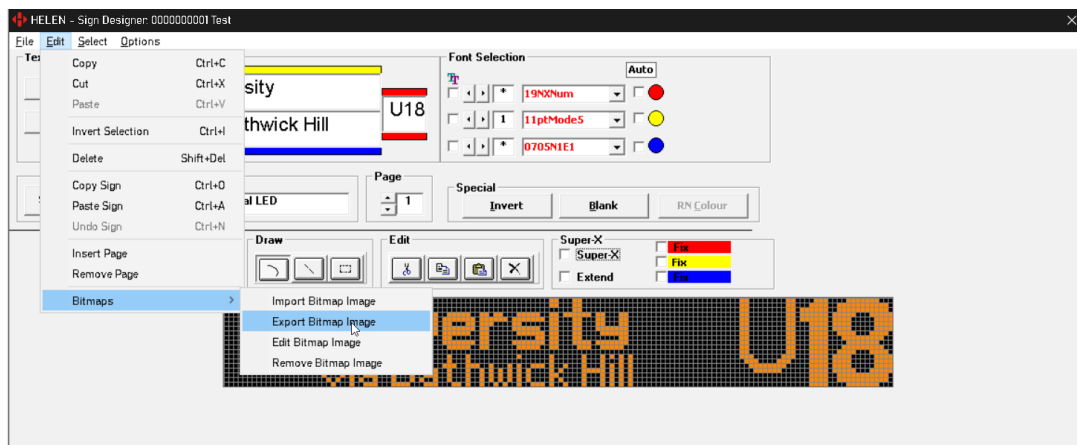 HELEN - Sign Designer: 0000000001 Test
File Edit Select Options
Copy Ctrl+C
Cut Ctrl+X
Paste Ctrl+V
Invert Selection Ctrl+I
Delete Shift+Del
Copy Sign Ctrl+O
Paste Sign Ctrl+A
Undo Sign Ctrl+N
Insert Page
Remove Page
Bitmaps >
Import Bitmap Image
Export Bitmap Image
Edit Bitmap Image
Remove Bitmap Image
Tex
sity
thwick Hill
U18
Font Selection
Auto
* 19NXNum
1 11ptMode5
* 0705N1E1
al LED
Page
1
Special
Invert Blank RN Colour
Draw
Edit
Super-X
Super-X Fix
Fix
Extend Fix
ersity U18
thwick Hill